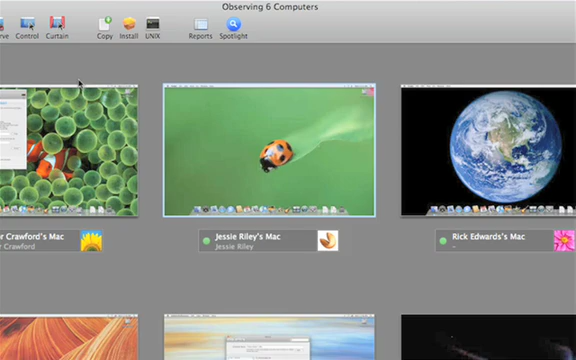 Observing 6 Computers
Control
Curtain
Copy
Install
UNIX
Reports
Spotlight
Crawford's Mac
Crawford
Jessie Riley's Mac
Jessie Riley
Rick Edwards's Mac
–